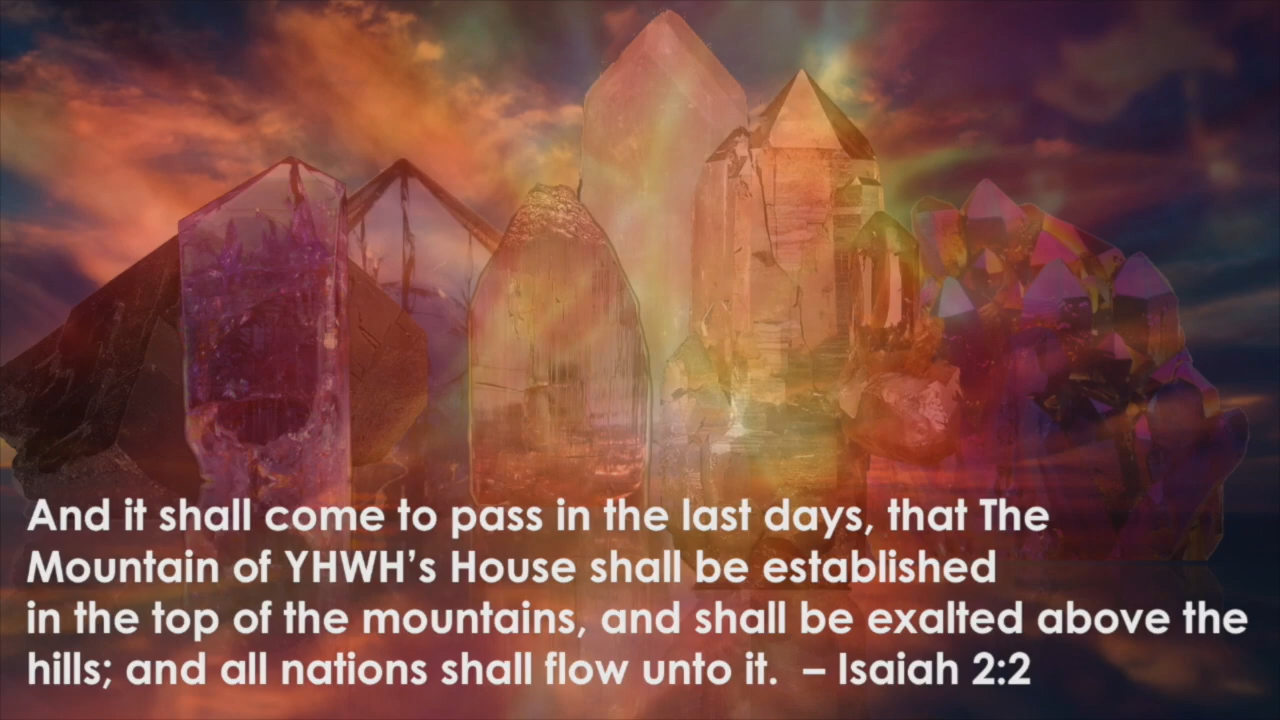 And it shall come to pass in the last days, that The
Mountain of YHWH’s House shall be established
in the top of the mountains, and shall be exalted above the
hills; and all nations shall flow unto it.  – Isaiah 2:2